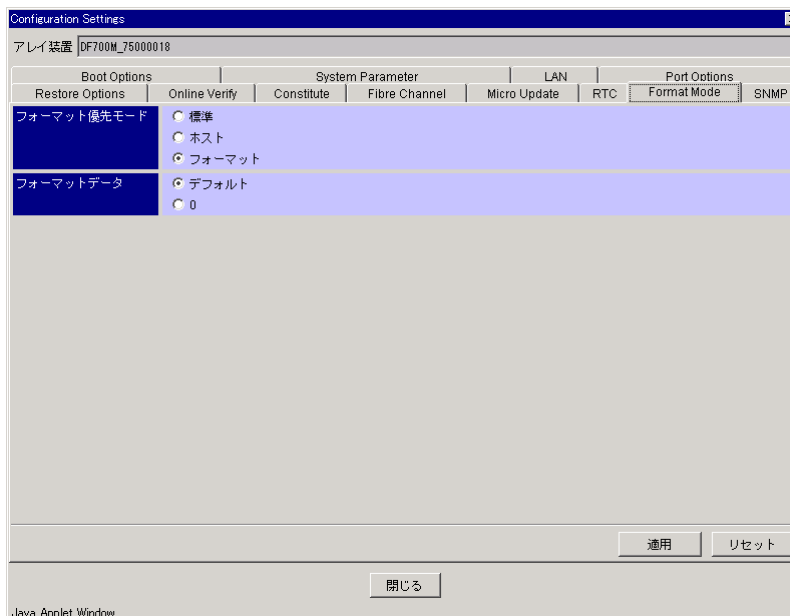 Configuration Settings
アレイ装置 DF700M_75000018
Boot Options System Parameter LAN Port Options
Restore Options Online Verify Constitute Fibre Channel Micro Update RTC Format Mode SNMP
フォーマット優先モード 標準
ホスト
フォーマット
フォーマットデータ デフォルト
0
適用 リセット
閉じる
Java Applet Window